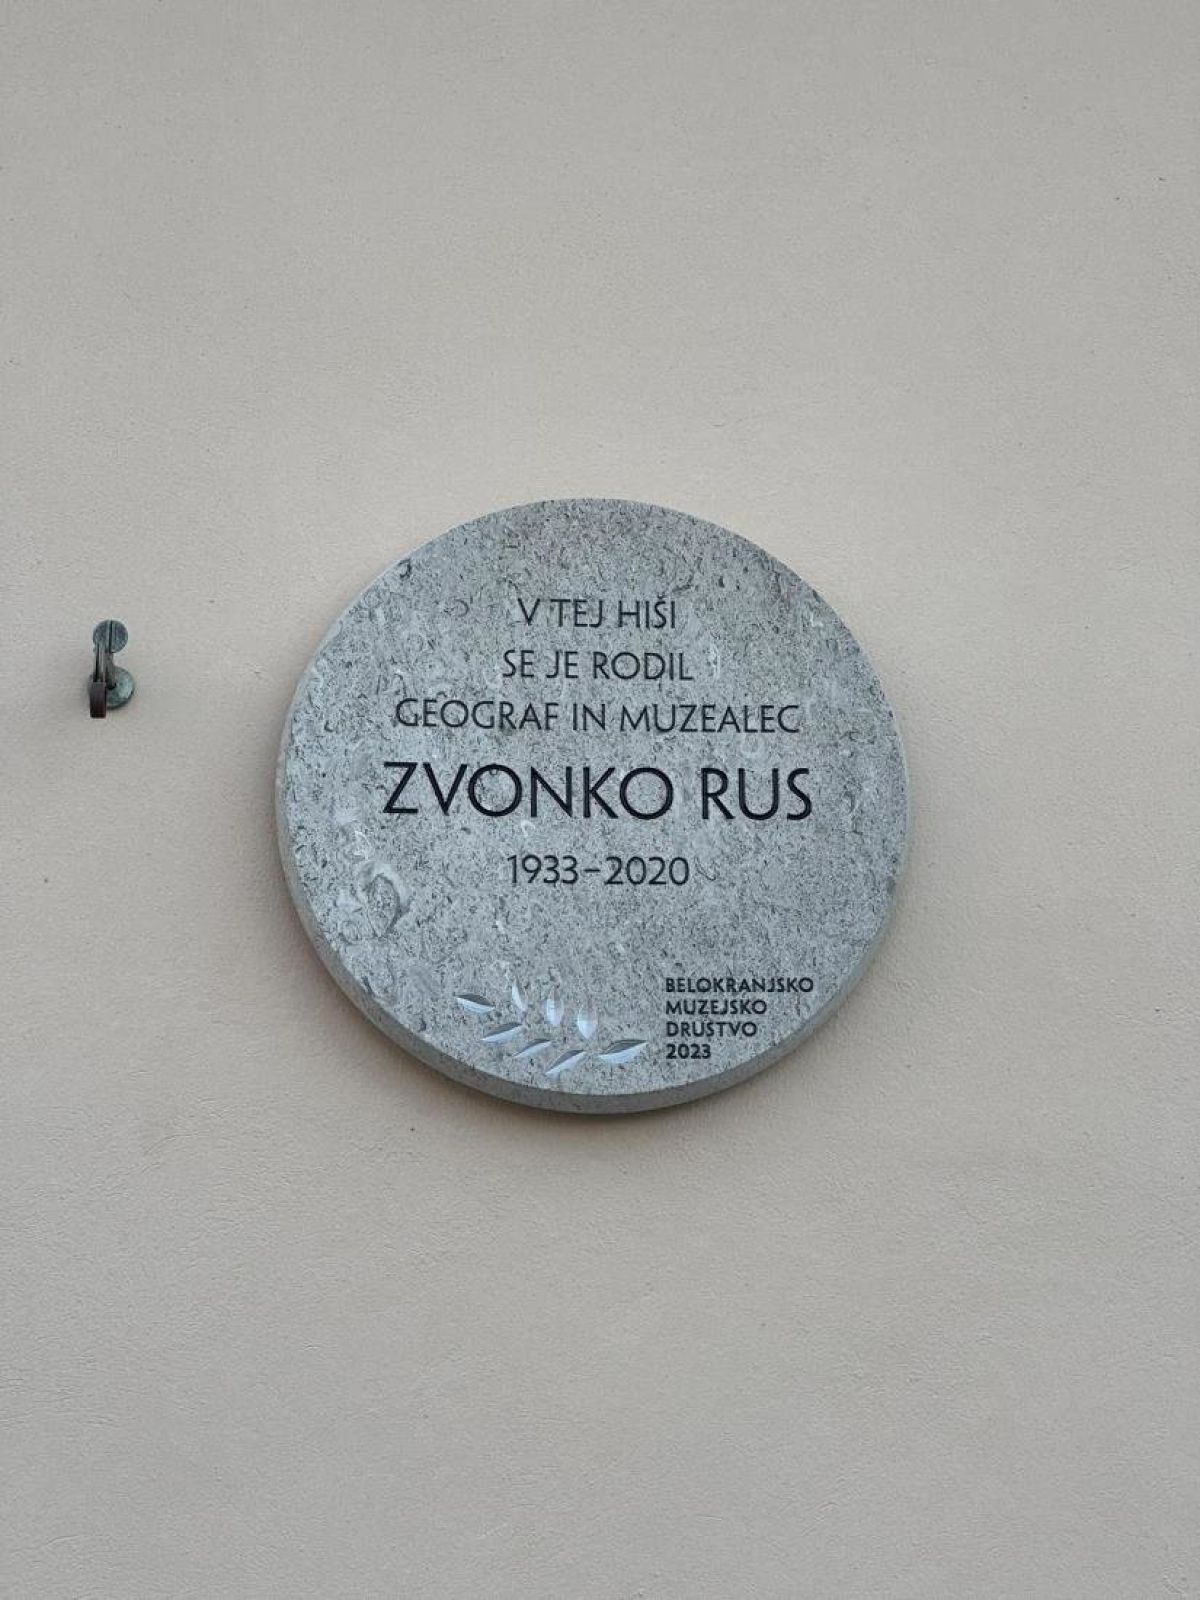 V TEJ HIŠI
SE JE RODIL
GEOGRAF IN MUZEALEC
ZVONKO RUS
1933–2020
BELOKRANJSKO
MUZEJSKO
DRUŠTVO
2023